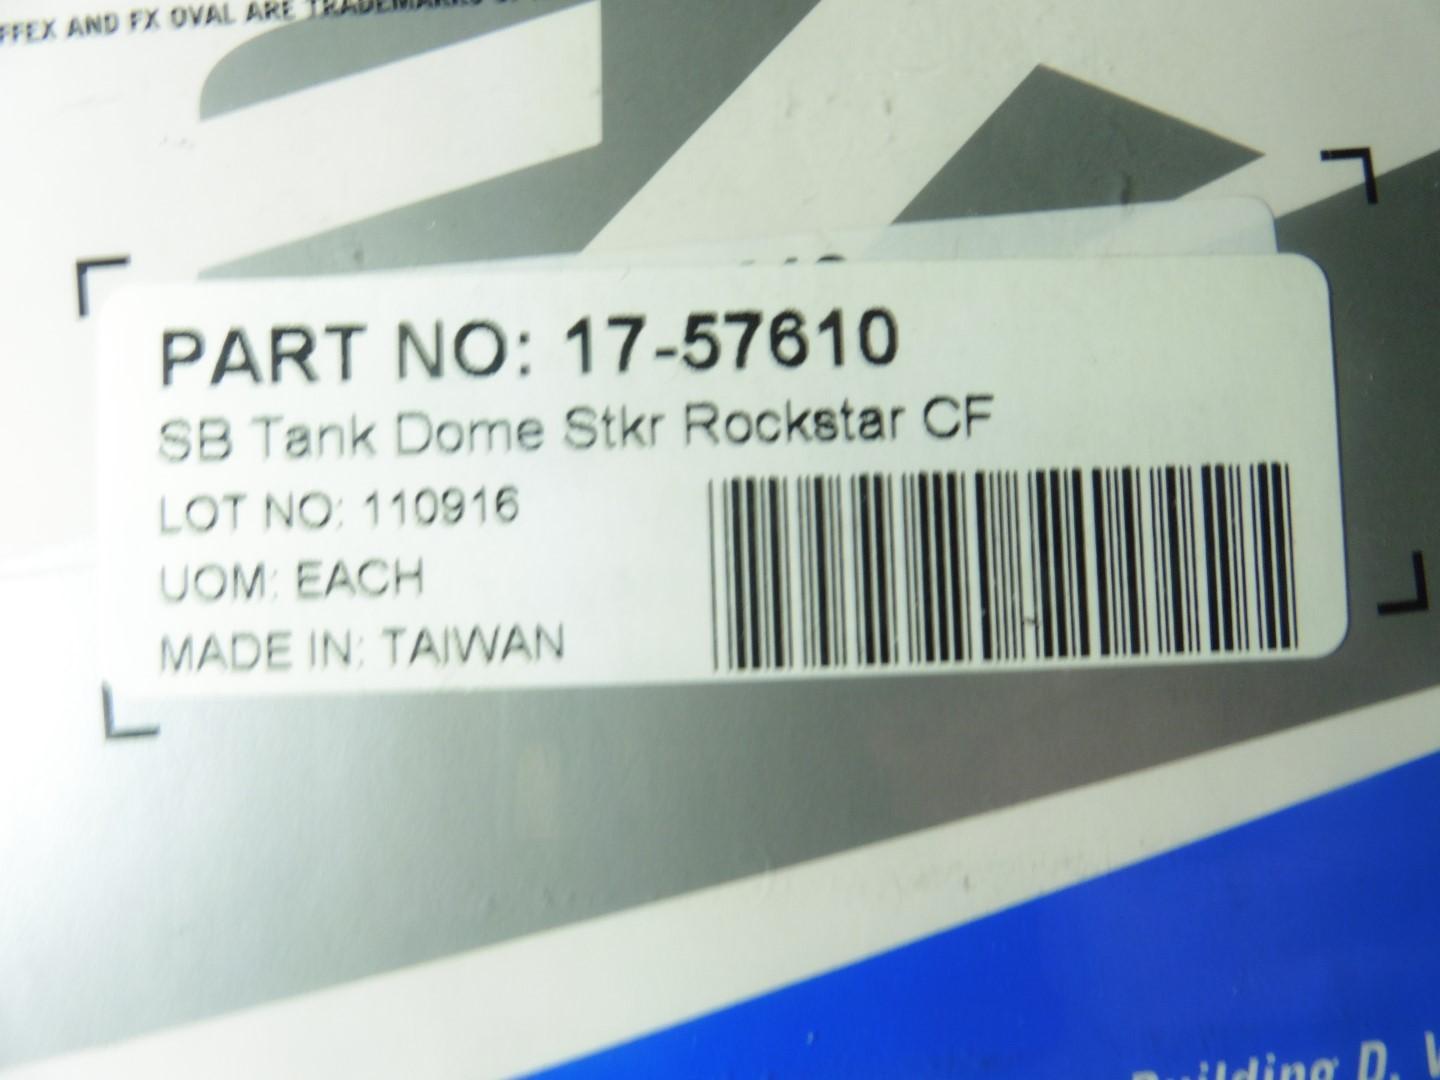 FFEX AND FX OVAL ARE TRADEMARKS
PART NO: 17-57610
SB Tank Dome Stkr Rockstar CF
LOT NO: 110916
UOM: EACH
MADE IN: TAIWAN
Building D,